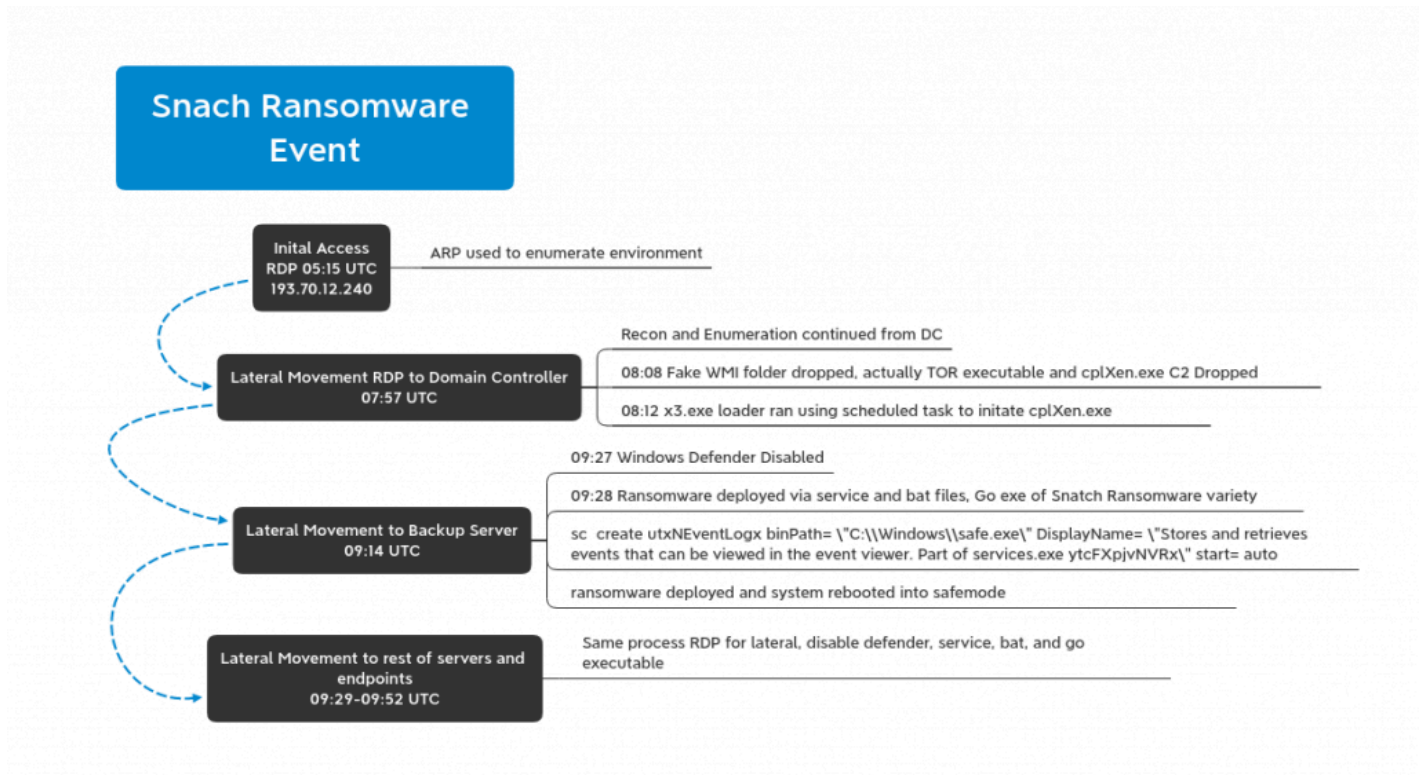 Snach Ransomware
Event
Inital Access
RDP 05:15 UTC
193.70.12.240
ARP used to enumerate environment
Lateral Movement RDP to Domain Controller
07:57 UTC
Recon and Enumeration continued from DC
08:08 Fake WMI folder dropped, actually TOR executable and cplXen.exe C2 Dropped
08:12 x3.exe loader ran using scheduled task to initate cplXen.exe
Lateral Movement to Backup Server
09:14 UTC
09:27 Windows Defender Disabled
09:28 Ransomware deployed via service and bat files, Go exe of Snatch Ransomware variety
sc  create utxNEventLogx binPath= \"C:\\Windows\\safe.exe\" DisplayName= \"Stores and retrieves
events that can be viewed in the event viewer. Part of services.exe ytcFXpjvNVRx\" start= auto
ransomware deployed and system rebooted into safemode
Lateral Movement to rest of servers and
endpoints
09:29-09:52 UTC
Same process RDP for lateral, disable defender, service, bat, and go
executable